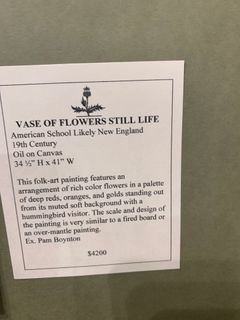 VASE OF FLOWERS STILL LIFE
American School Likely New England
19th Century
Oil on Canvas
34 ½" H x 41" W
This folk-art painting features an
arrangement of rich color flowers in a palette
of deep reds, oranges, and golds standing out
from its muted soft background with a
hummingbird visitor. The scale and design of
the painting is very similar to a fired board or
an over-mantle painting.
Ex. Pam Boynton
$4200